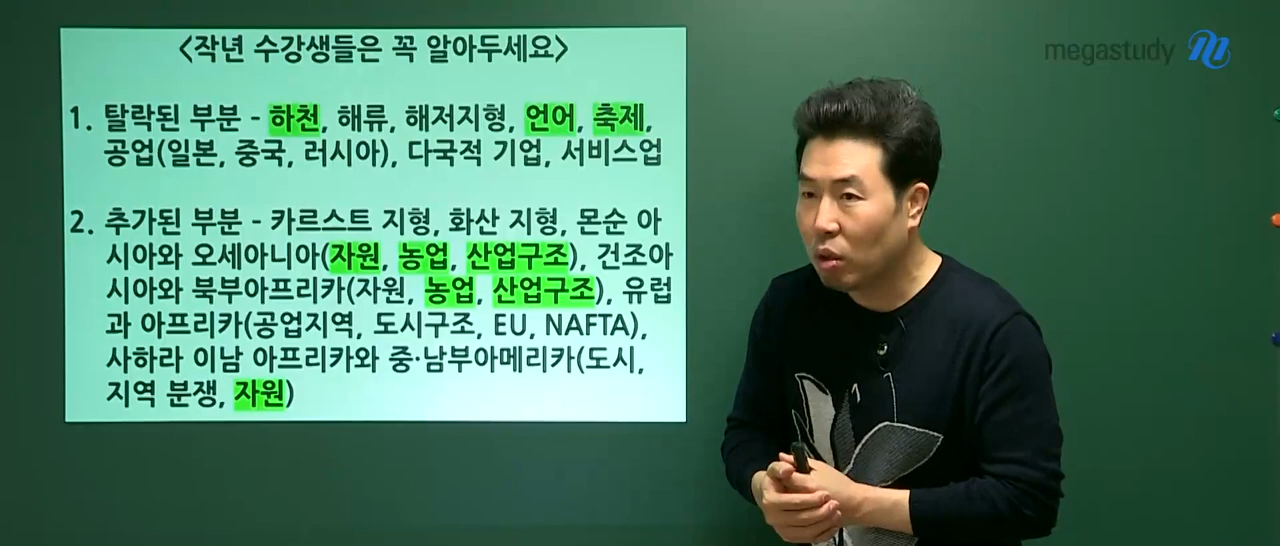 <작년 수강생들은 꼭 알아두세요>
1. 탈락된 부분 - 하천, 해류, 해저지형, 언어, 축제,
공업(일본, 중국, 러시아), 다국적 기업, 서비스업
2. 추가된 부분 - 카르스트 지형, 화산 지형, 몬순 아
시아와 오세아니아(자원, 농업, 산업구조), 건조아
시아와 북부아프리카(자원, 농업, 산업구조), 유럽
과 아프리카(공업지역, 도시구조, EU, NAFTA),
사하라 이남 아프리카와 중·남부아메리카(도시,
지역 분쟁, 자원)
megastudy